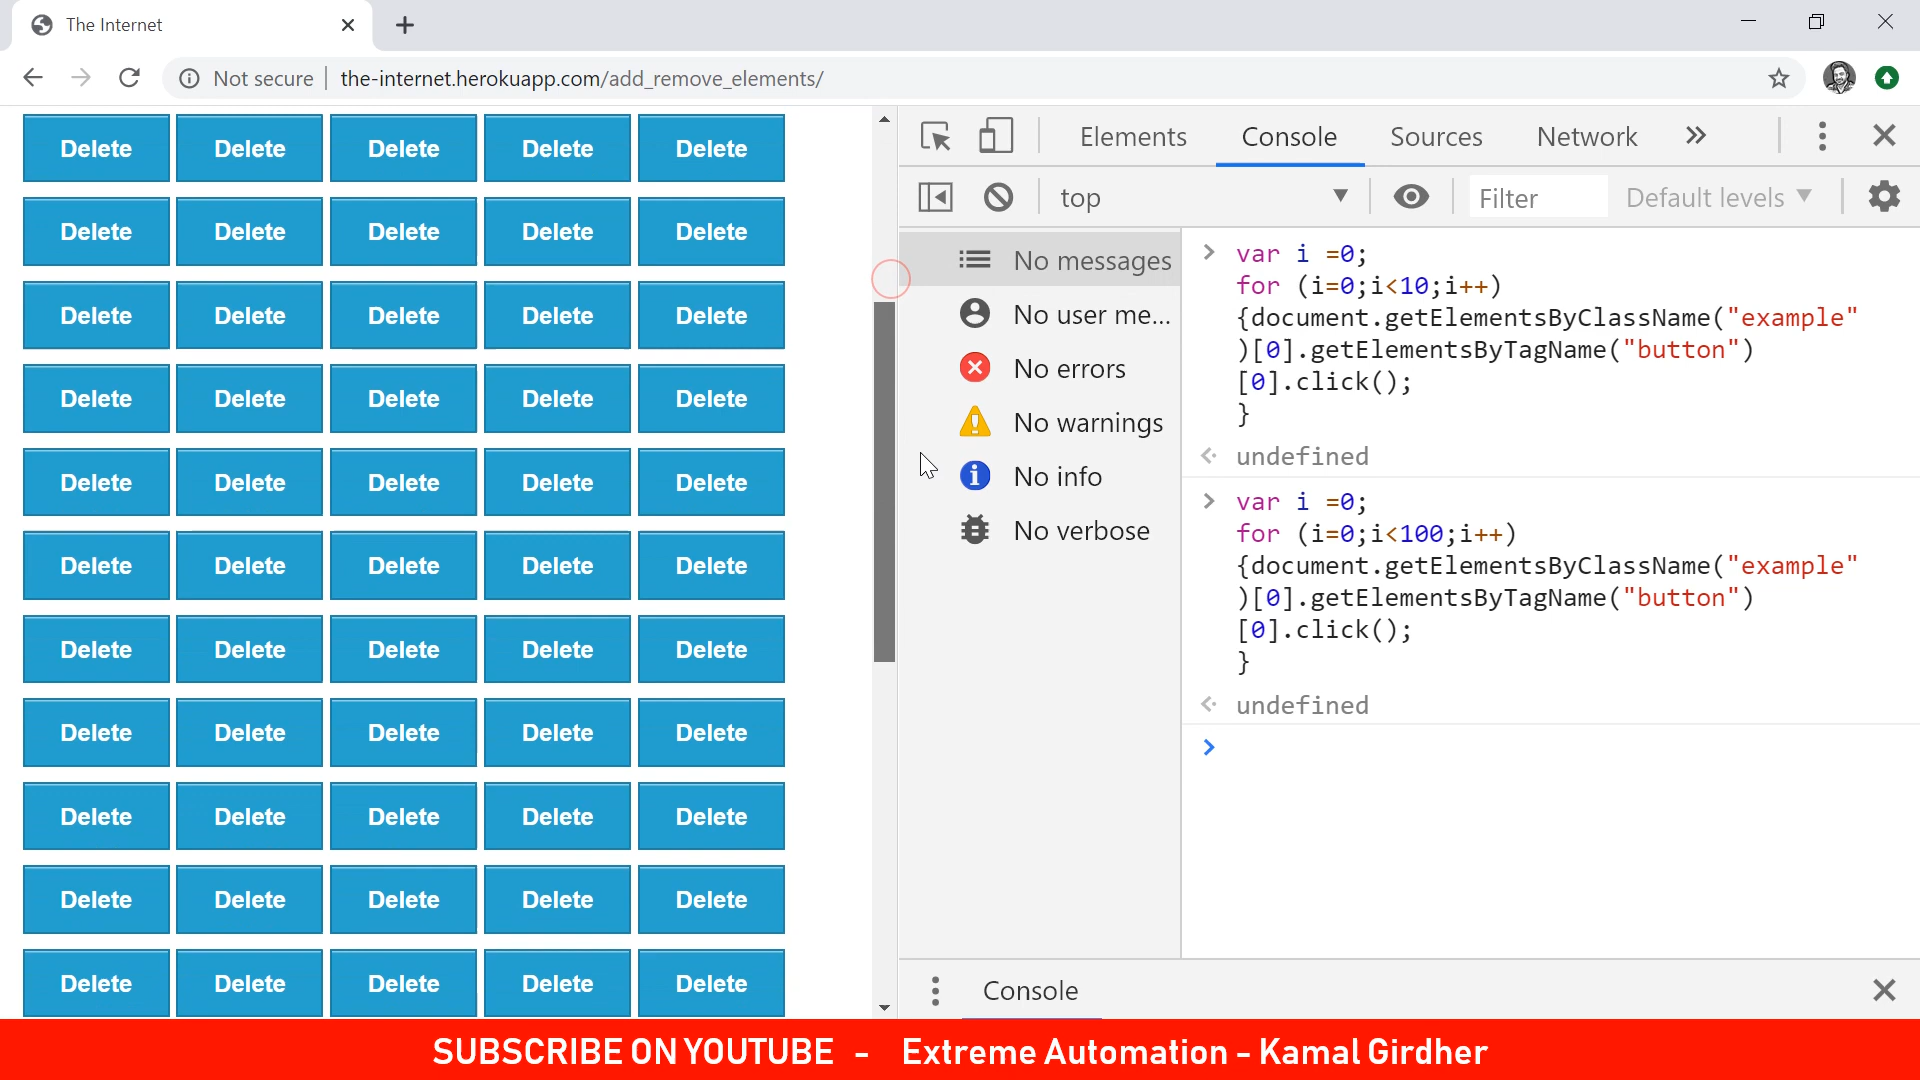 The Internet
Not secure the-internet.herokuapp.com/add_remove_elements/
Elements Console Sources Network
top Filter Default levels
Delete Delete Delete Delete Delete
Delete Delete Delete Delete Delete
Delete Delete Delete Delete Delete
Delete Delete Delete Delete Delete
Delete Delete Delete Delete Delete
Delete Delete Delete Delete Delete
Delete Delete Delete Delete Delete
Delete Delete Delete Delete Delete
Delete Delete Delete Delete Delete
Delete Delete Delete Delete Delete
Delete Delete Delete Delete Delete
No messages
No user me...
No errors
No warnings
No info
No verbose
var i =0;
for (i=0;i<10;i++)
{document.getElementsByClassName("example"
)[0].getElementsByTagName("button")
[0].click();
}
undefined
var i =0;
for (i=0;i<100;i++)
{document.getElementsByClassName("example"
)[0].getElementsByTagName("button")
[0].click();
}
undefined
Console
SUBSCRIBE ON YOUTUBE - Extreme Automation - Kamal Girdher